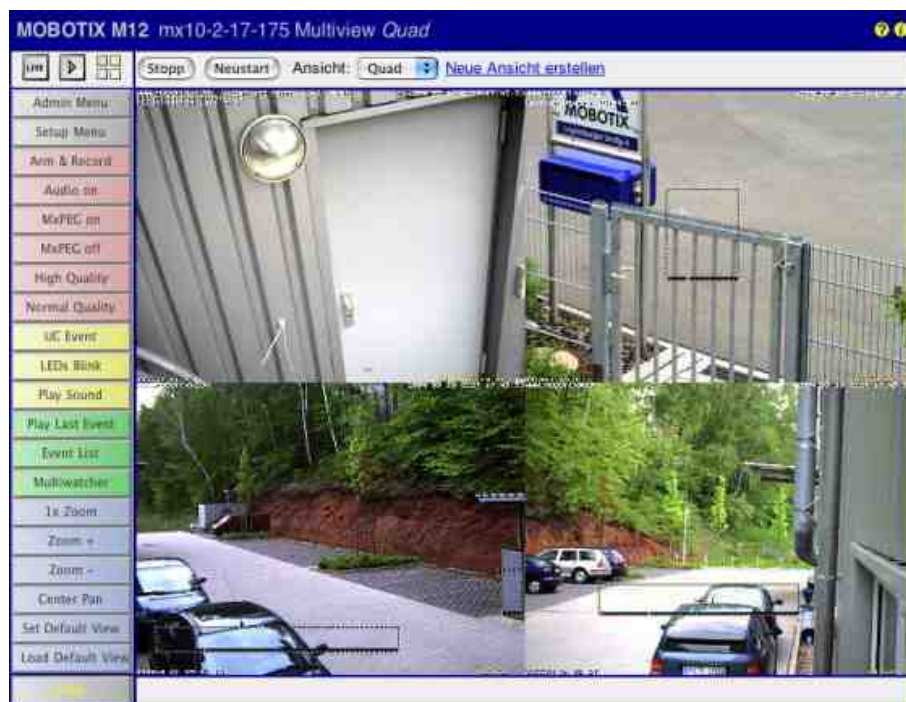 MOBOTIX M12 mx10-2-17-175 Multiview Quad
LIVE
Stopp Neustart Ansicht: Quad Neue Ansicht erstellen
Admin Menu
Setup Menu
Arm & Record
Audio on
MxPEG on
MxPEG off
High Quality
Normal Quality
UC Event
LEDs Blink
Play Sound
Play Last Event
Event List
Multiwatcher
1x Zoom
Zoom +
Zoom -
Center Pan
Set Default View
Load Default View
MOBOTIX